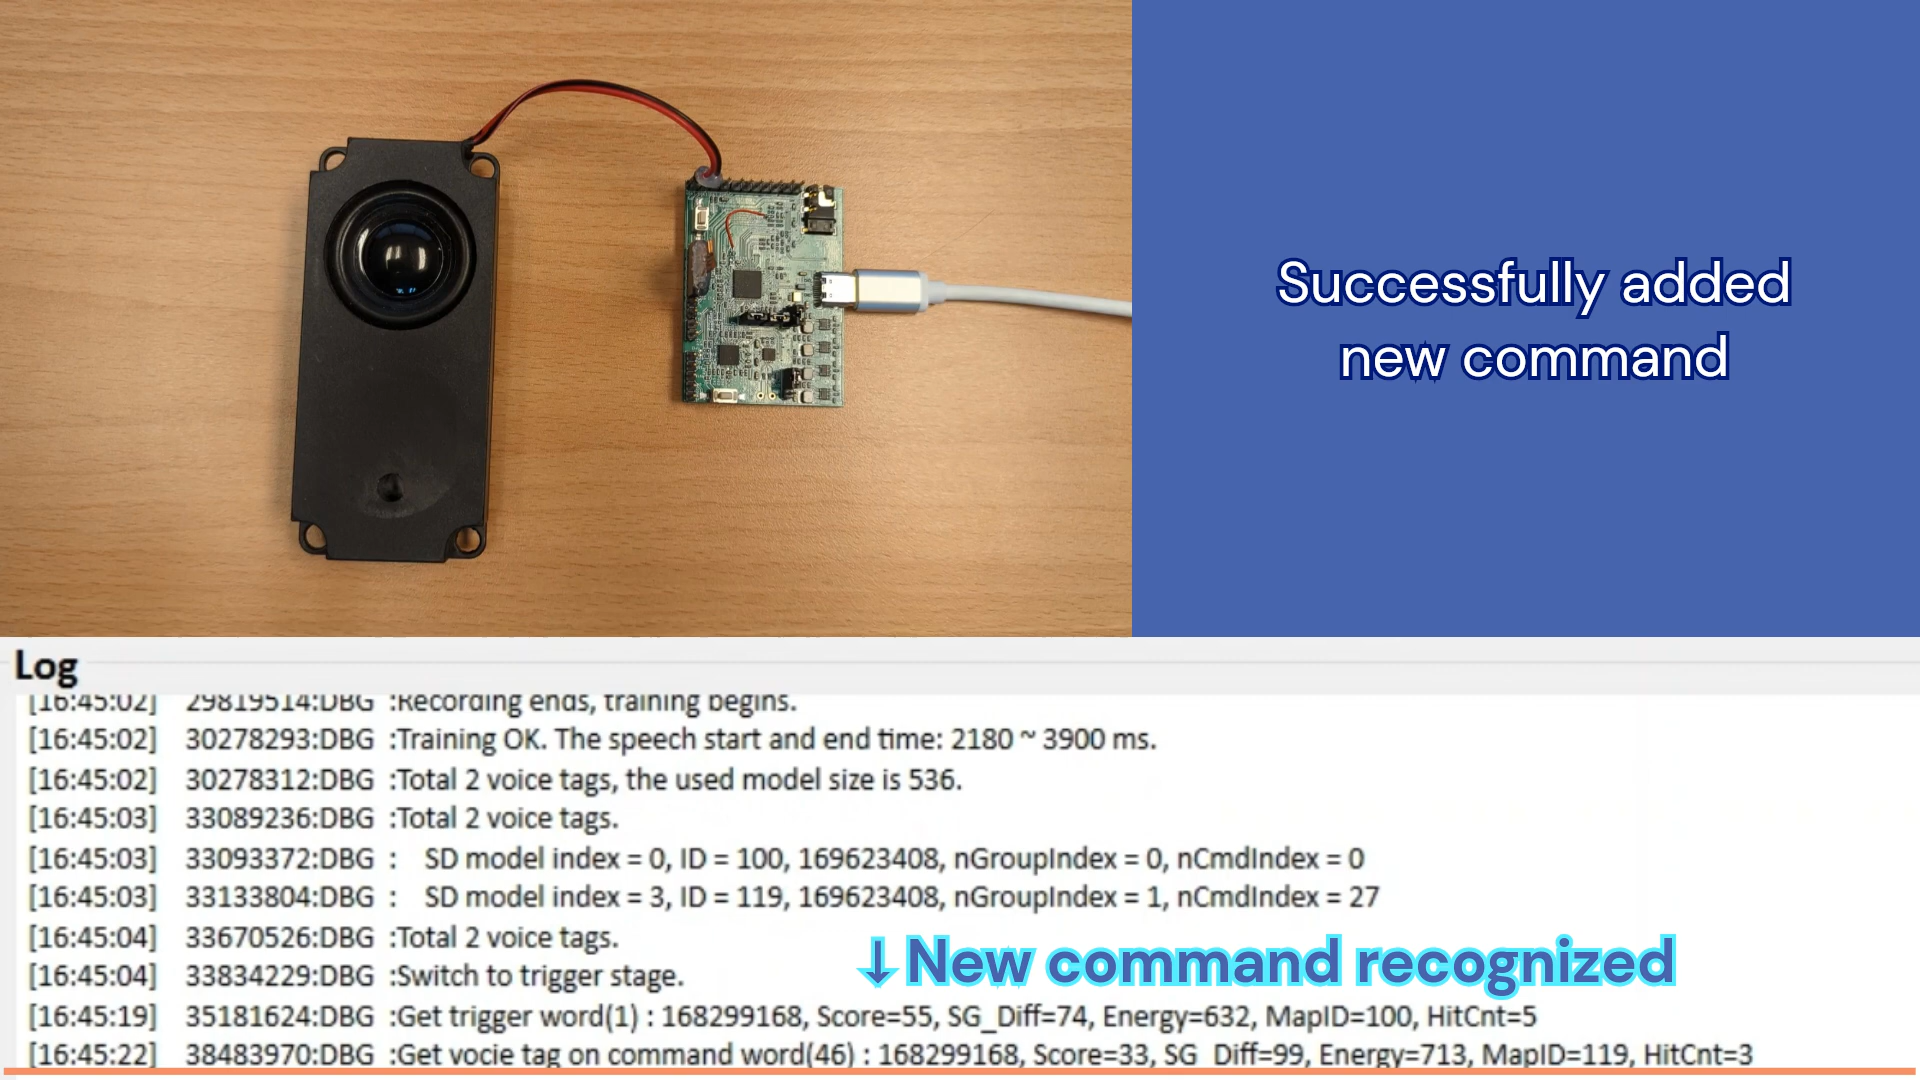 Successfully added
new command
Log
[16:45:02] 29819514:DBG :Recording ends, training begins.
[16:45:02] 30278293:DBG :Training OK. The speech start and end time: 2180 ~ 3900 ms.
[16:45:02] 30278312:DBG :Total 2 voice tags, the used model size is 536.
[16:45:03] 33089236:DBG :Total 2 voice tags.
[16:45:03] 33093372:DBG : SD model index = 0, ID = 100, 169623408, nGroupIndex = 0, nCmdIndex = 0
[16:45:03] 33133804:DBG : SD model index = 3, ID = 119, 169623408, nGroupIndex = 1, nCmdIndex = 27
[16:45:04] 33670526:DBG :Total 2 voice tags.
↓New command recognized
[16:45:04] 33834229:DBG :Switch to trigger stage.
[16:45:19] 35181624:DBG :Get trigger word(1) : 168299168, Score=55, SG_Diff=74, Energy=632, MapID=100, HitCnt=5
[16:45:22] 38483970:DBG :Get vocie tag on command word(46) : 168299168, Score=33, SG_Diff=99, Energy=713, MapID=119, HitCnt=3